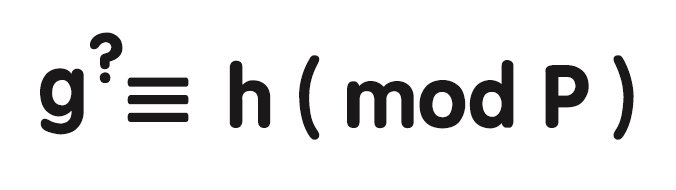 g^? ≡ h ( mod P )